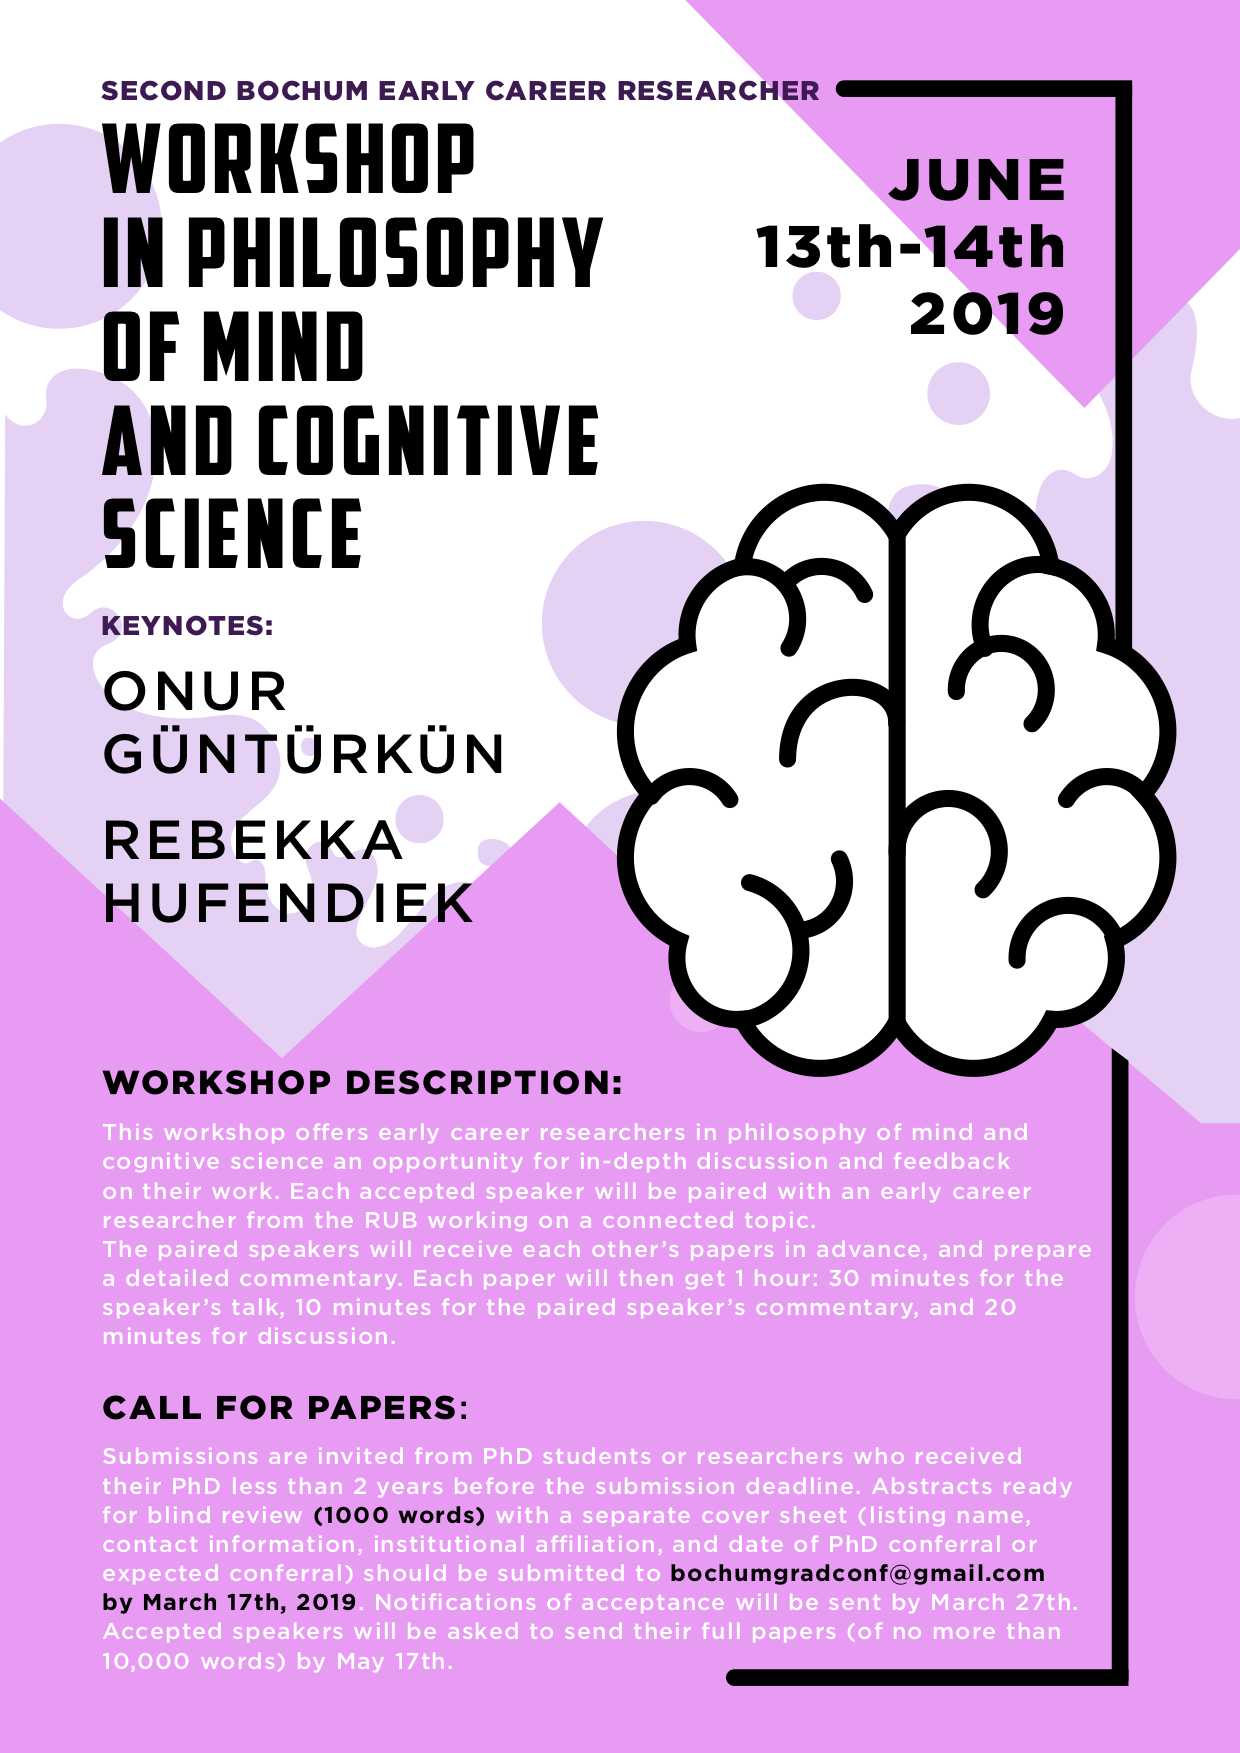 SECOND BOCHUM EARLY CAREER RESEARCHER
WORKSHOP
IN PHILOSOPHY
OF MIND
AND COGNITIVE
SCIENCE
JUNE
13th-14th
2019
KEYNOTES:
ONUR
GÜNTÜRKÜN
REBEKKA
HUFENDIEK
WORKSHOP DESCRIPTION:
This workshop offers early career researchers in philosophy of mind and
cognitive science an opportunity for in-depth discussion and feedback
on their work. Each accepted speaker will be paired with an early career
researcher from the RUB working on a connected topic.
The paired speakers will receive each other’s papers in advance, and prepare
a detailed commentary. Each paper will then get 1 hour: 30 minutes for the
speaker’s talk, 10 minutes for the paired speaker’s commentary, and 20
minutes for discussion.
CALL FOR PAPERS:
Submissions are invited from PhD students or researchers who received
their PhD less than 2 years before the submission deadline. Abstracts ready
for blind review (1000 words) with a separate cover sheet (listing name,
contact information, institutional affiliation, and date of PhD conferral or
expected conferral) should be submitted to bochumgradconf@gmail.com
by March 17th, 2019. Notifications of acceptance will be sent by March 27th.
Accepted speakers will be asked to send their full papers (of no more than
10,000 words) by May 17th.